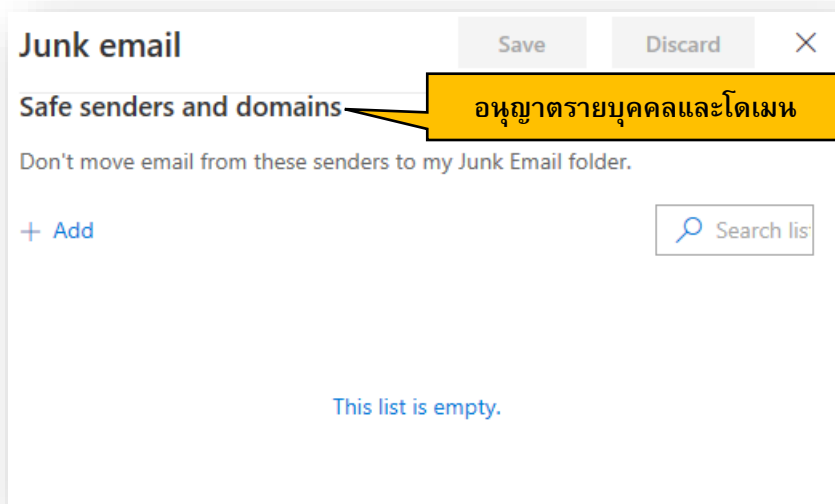 Junk email
Save
Discard
Safe senders and domains
อนุญาตรายบุคคลและโดเมน
Don't move email from these senders to my Junk Email folder.
+ Add
Search lis
This list is empty.